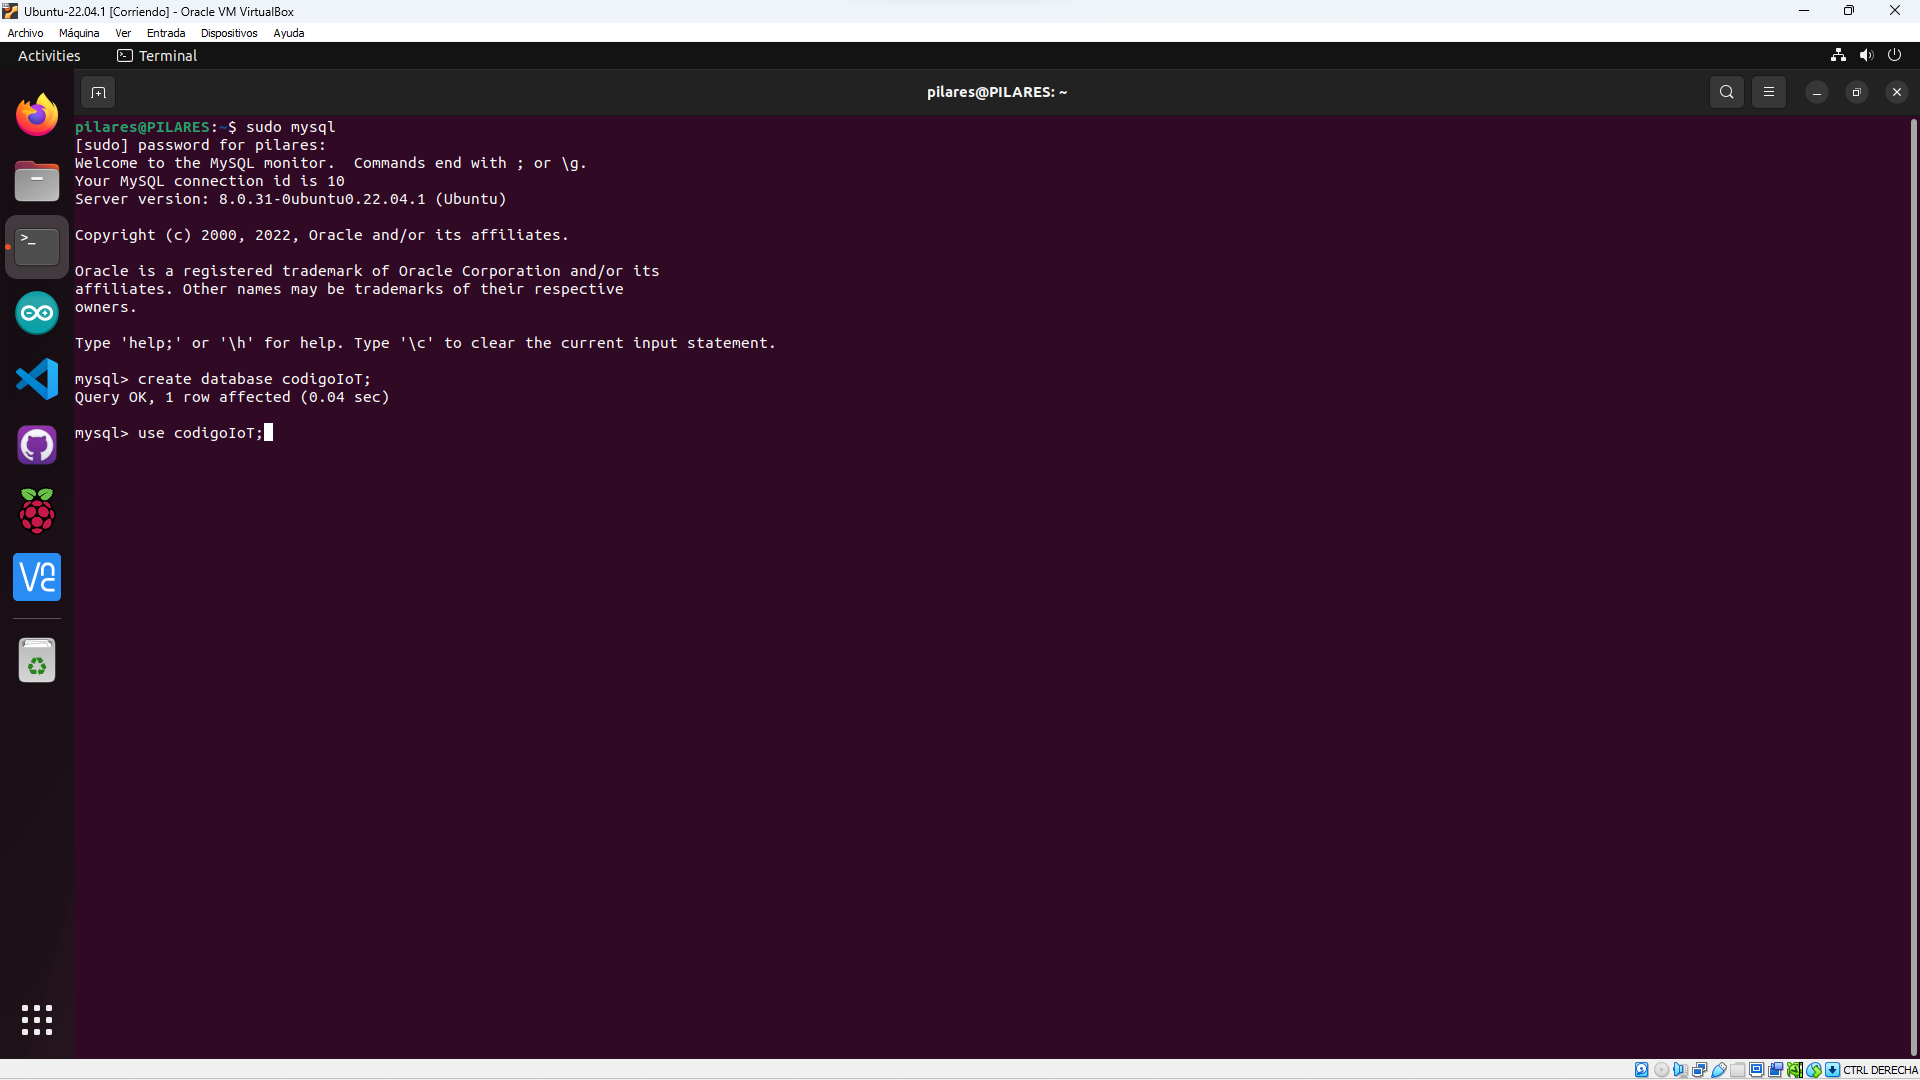 Ubuntu-22.04.1 [Corriendo] - Oracle VM VirtualBox
Archivo Máquina Ver Entrada Dispositivos Ayuda
Activities Terminal
pilares@PILARES: ~
pilares@PILARES:~$ sudo mysql
[sudo] password for pilares:
Welcome to the MySQL monitor.  Commands end with ; or \g.
Your MySQL connection id is 10
Server version: 8.0.31-0ubuntu0.22.04.1 (Ubuntu)
Copyright (c) 2000, 2022, Oracle and/or its affiliates.
Oracle is a registered trademark of Oracle Corporation and/or its
affiliates. Other names may be trademarks of their respective
owners.
Type 'help;' or '\h' for help. Type '\c' to clear the current input statement.
mysql> create database codigoIoT;
Query OK, 1 row affected (0.04 sec)
mysql> use codigoIoT;
CTRL DERECHA